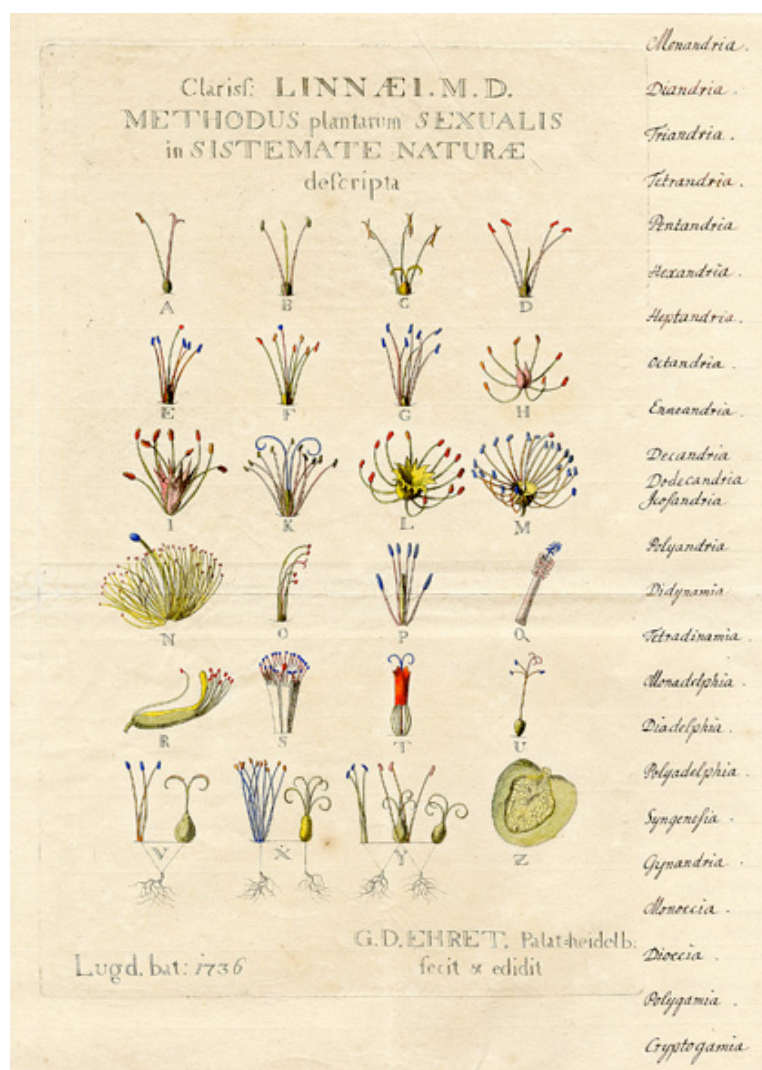 Clarisſ: LINNÆI. M. D.
METHODUS plantarum SEXUALIS
in SISTEMATE NATURÆ
deſcripta
A B C D
E F G H
I K L M
N O P Q
R S T U
V X Y Z
Lugd. bat: 1736
G. D. EHRET. Palat=heidelb:
fecit & edidit
Monandria.
Diandria.
Triandria.
Tetrandria.
Pentandria
Hexandria.
Heptandria.
Octandria.
Enneandria.
Decandria
Dodecandria
Icosandria.
Polyandria
Didynamia
Tetradinamia.
Monadelphia.
Diadelphia.
Polyadelphia.
Syngenesia.
Gynandria.
Monoecia.
Dioecia.
Polygamia.
Cryptogamia